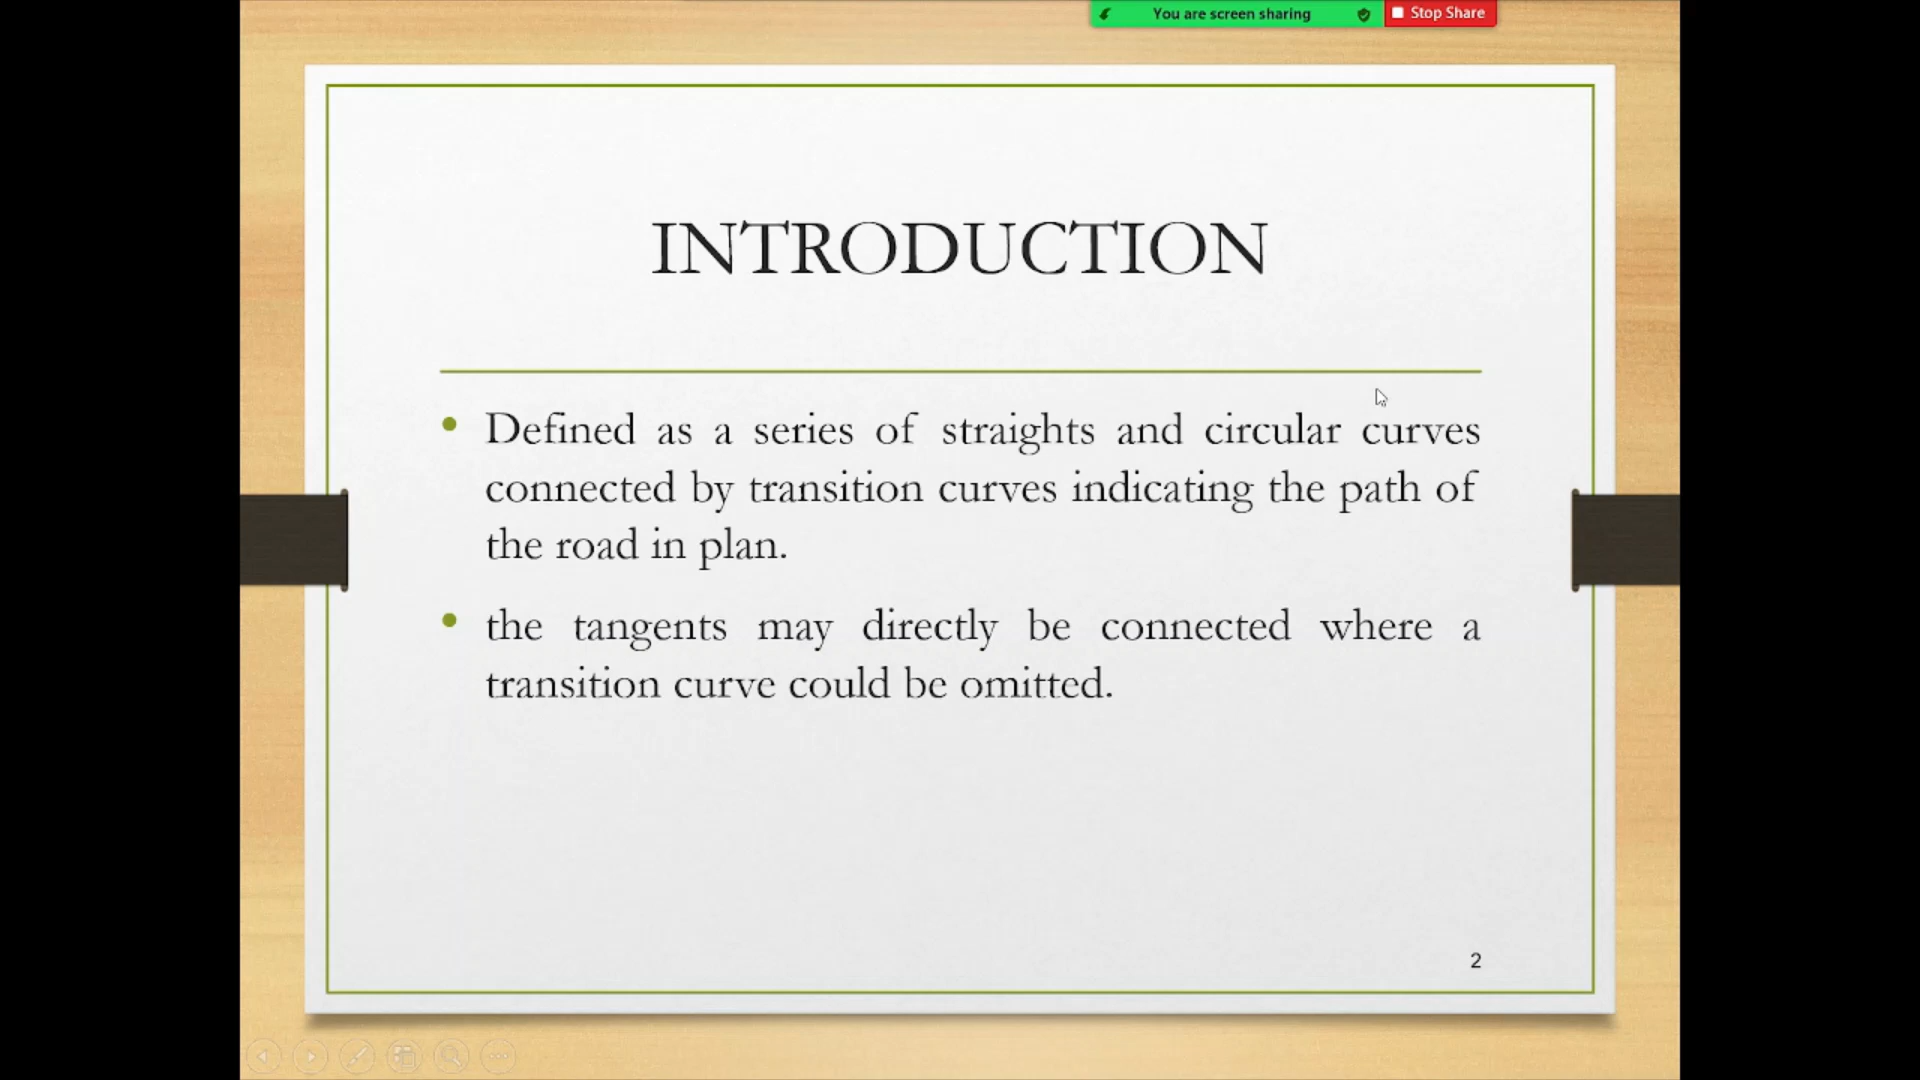 You are screen sharing
Stop Share
INTRODUCTION
Defined as a series of straights and circular curves
connected by transition curves indicating the path of
the road in plan.
the tangents may directly be connected where a
transition curve could be omitted.
2